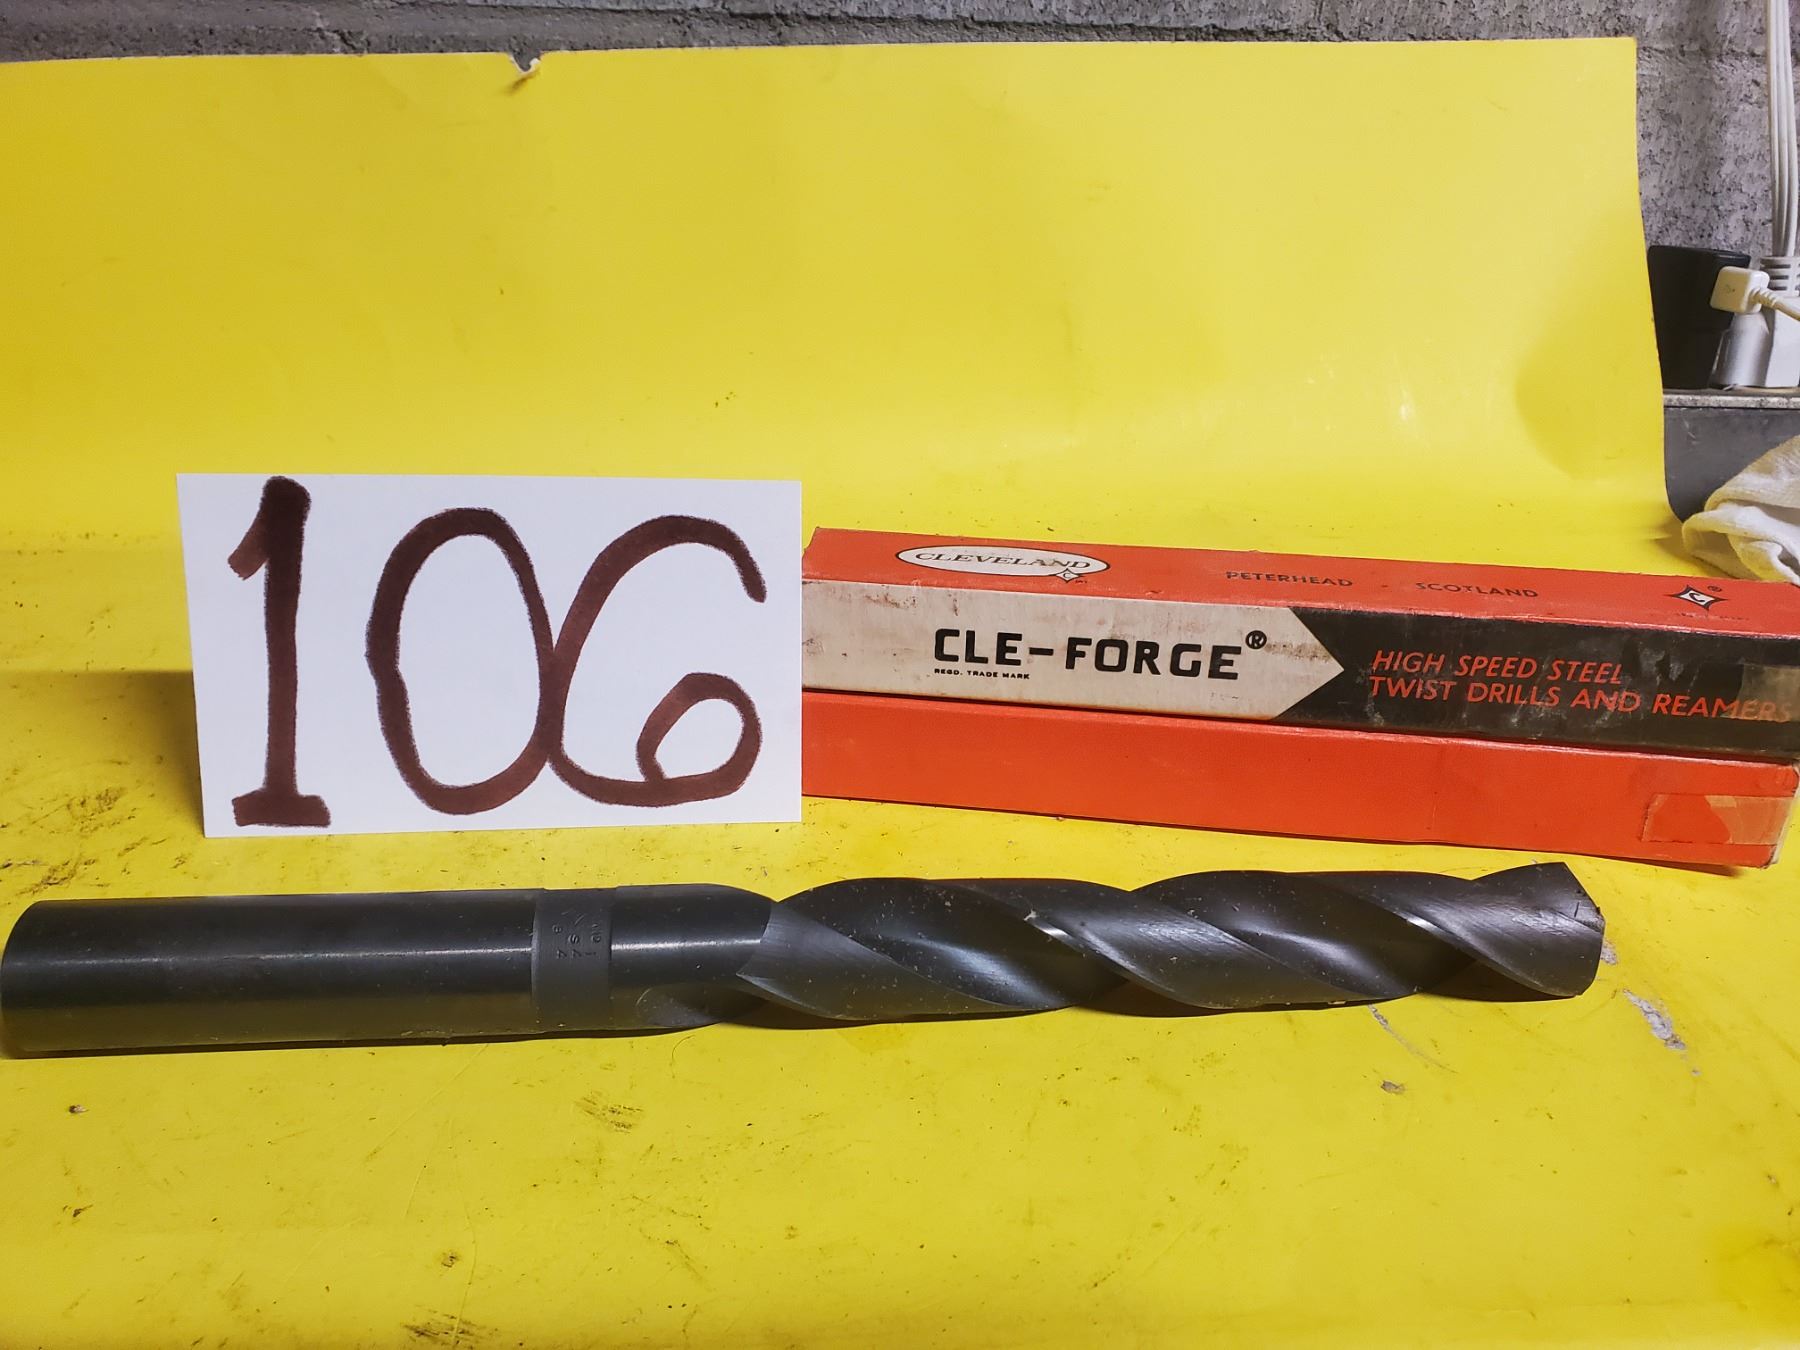 106
CLEVELAND
PETERHEAD SCOTLAND
CLE-FORGE®
REGD. TRADE MARK
HIGH SPEED STEEL
TWIST DRILLS AND REAMERS